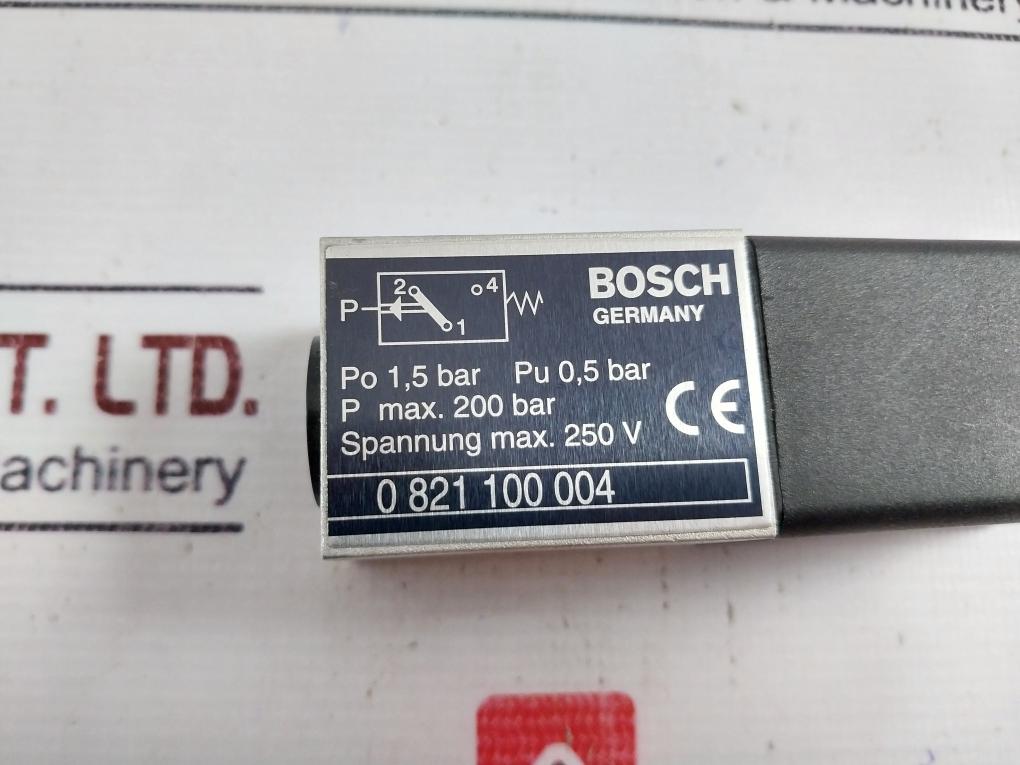 Machinery
T. LTD.
achinery
P 2 4 1
BOSCH
GERMANY
Po 1,5 bar Pu 0,5 bar
P max. 200 bar
Spannung max. 250 V
CE
0 821 100 004